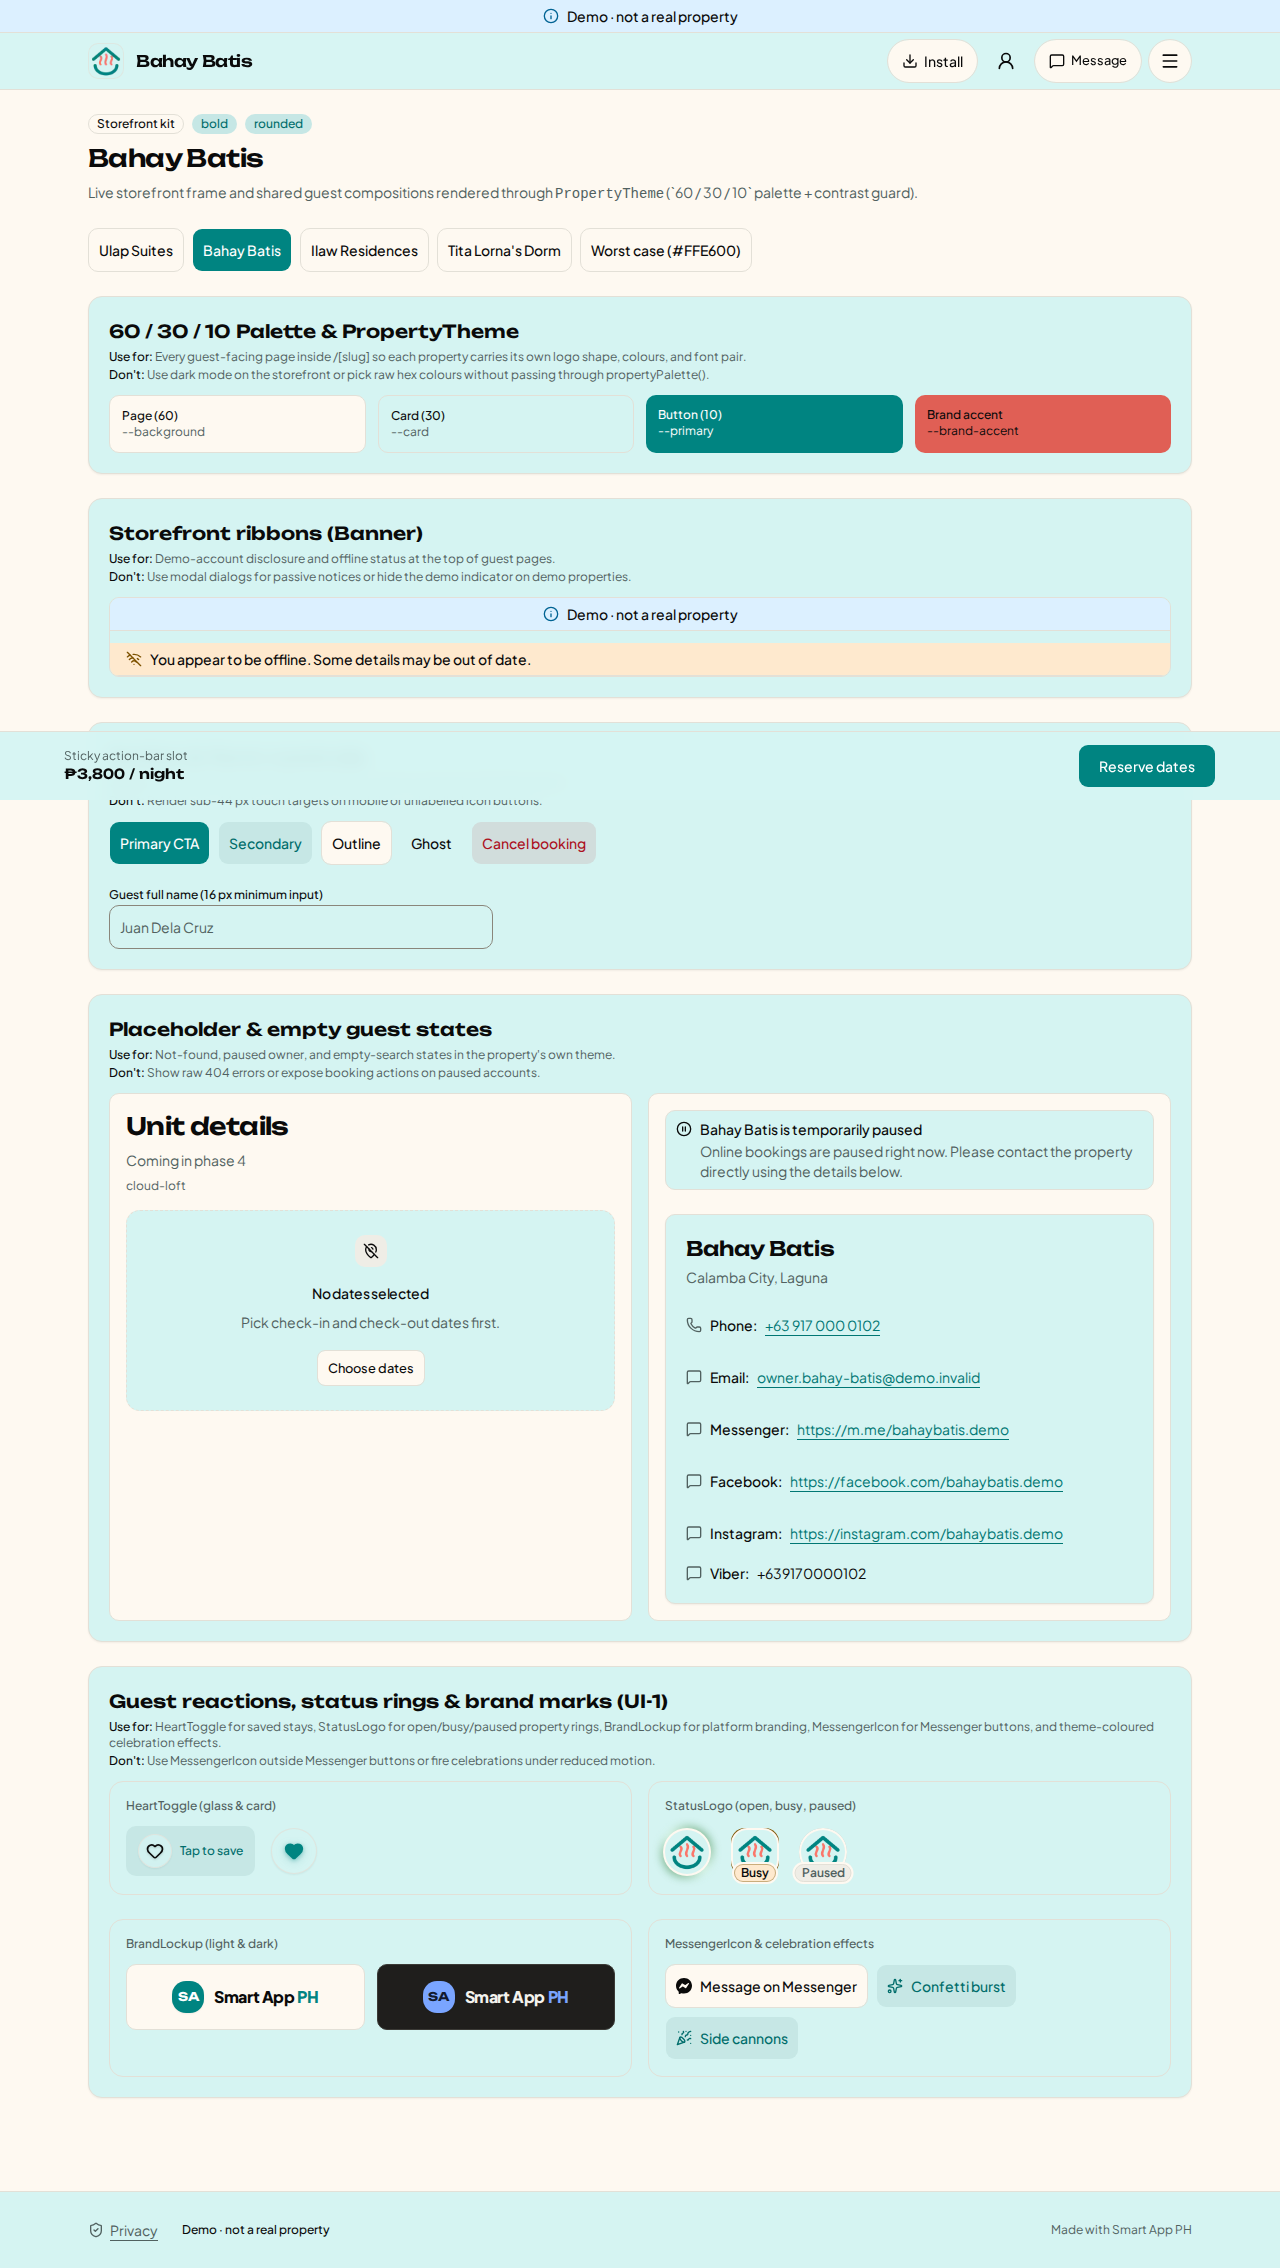 Demo · not a real property
Bahay Batis
Install
Message
Storefront kit
bold
rounded
Bahay Batis
Live storefront frame and shared guest compositions rendered through PropertyTheme (`60 / 30 / 10` palette + contrast guard).
Ulap Suites
Bahay Batis
Ilaw Residences
Tita Lorna's Dorm
Worst case (#FFE600)
60 / 30 / 10 Palette & PropertyTheme
Use for: Every guest-facing page inside /[slug] so each property carries its own logo shape, colours, and font pair.
Don't: Use dark mode on the storefront or pick raw hex colours without passing through propertyPalette().
Page (60)
--background
Card (30)
--card
Button (10)
--primary
Brand accent
--brand-accent
Storefront ribbons (Banner)
Use for: Demo-account disclosure and offline status at the top of guest pages.
Don't: Use modal dialogs for passive notices or hide the demo indicator on demo properties.
Demo · not a real property
You appear to be offline. Some details may be out of date.
Sticky action-bar slot
₱3,800 / night
Reserve dates
Don't: Render sub-44 px touch targets on mobile or unlabelled icon buttons.
Primary CTA
Secondary
Outline
Ghost
Cancel booking
Guest full name (16 px minimum input)
Juan Dela Cruz
Placeholder & empty guest states
Use for: Not-found, paused owner, and empty-search states in the property's own theme.
Don't: Show raw 404 errors or expose booking actions on paused accounts.
Unit details
Coming in phase 4
cloud-loft
No dates selected
Pick check-in and check-out dates first.
Choose dates
Bahay Batis is temporarily paused
Online bookings are paused right now. Please contact the property
directly using the details below.
Bahay Batis
Calamba City, Laguna
Phone: +63 917 000 0102
Email: owner.bahay-batis@demo.invalid
Messenger: https://m.me/bahaybatis.demo
Facebook: https://facebook.com/bahaybatis.demo
Instagram: https://instagram.com/bahaybatis.demo
Viber: +639170000102
Guest reactions, status rings & brand marks (UI-1)
Use for: HeartToggle for saved stays, StatusLogo for open/busy/paused property rings, BrandLockup for platform branding, MessengerIcon for Messenger buttons, and theme-coloured
celebration effects.
Don't: Use MessengerIcon outside Messenger buttons or fire celebrations under reduced motion.
HeartToggle (glass & card)
Tap to save
StatusLogo (open, busy, paused)
Busy
Paused
BrandLockup (light & dark)
SA Smart App PH
SA Smart App PH
MessengerIcon & celebration effects
Message on Messenger
Confetti burst
Side cannons
Privacy
Demo · not a real property
Made with Smart App PH